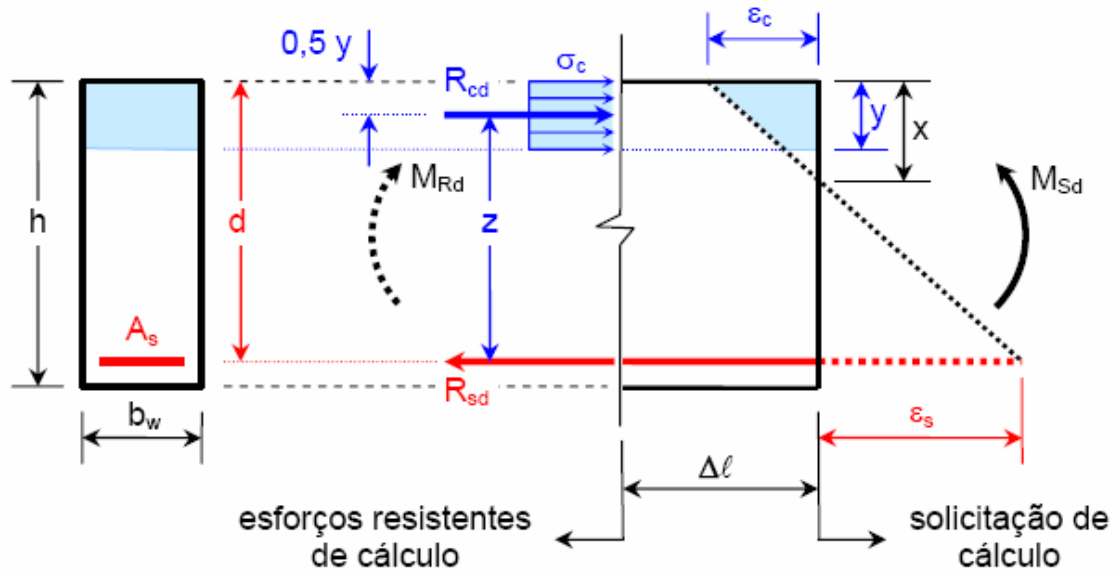 0,5 y
R_cd
σ_c
ε_c
y
x
M_Rd
M_Sd
h
d
z
A_s
R_sd
b_w
ε_s
Δℓ
esforços resistentes
de cálculo
solicitação de
cálculo